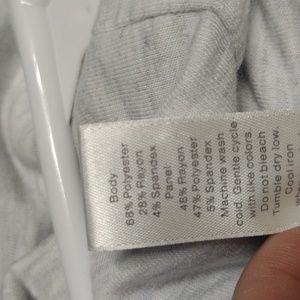 Body
68% Polyester
28% Rayon
4% Spandex
Panel
48% Rayon
47% Polyester
5% Spandex
Machine wash
cold. Gentle cycle
with like colors.
Do not bleach
Tumble dry low.
Cool iron